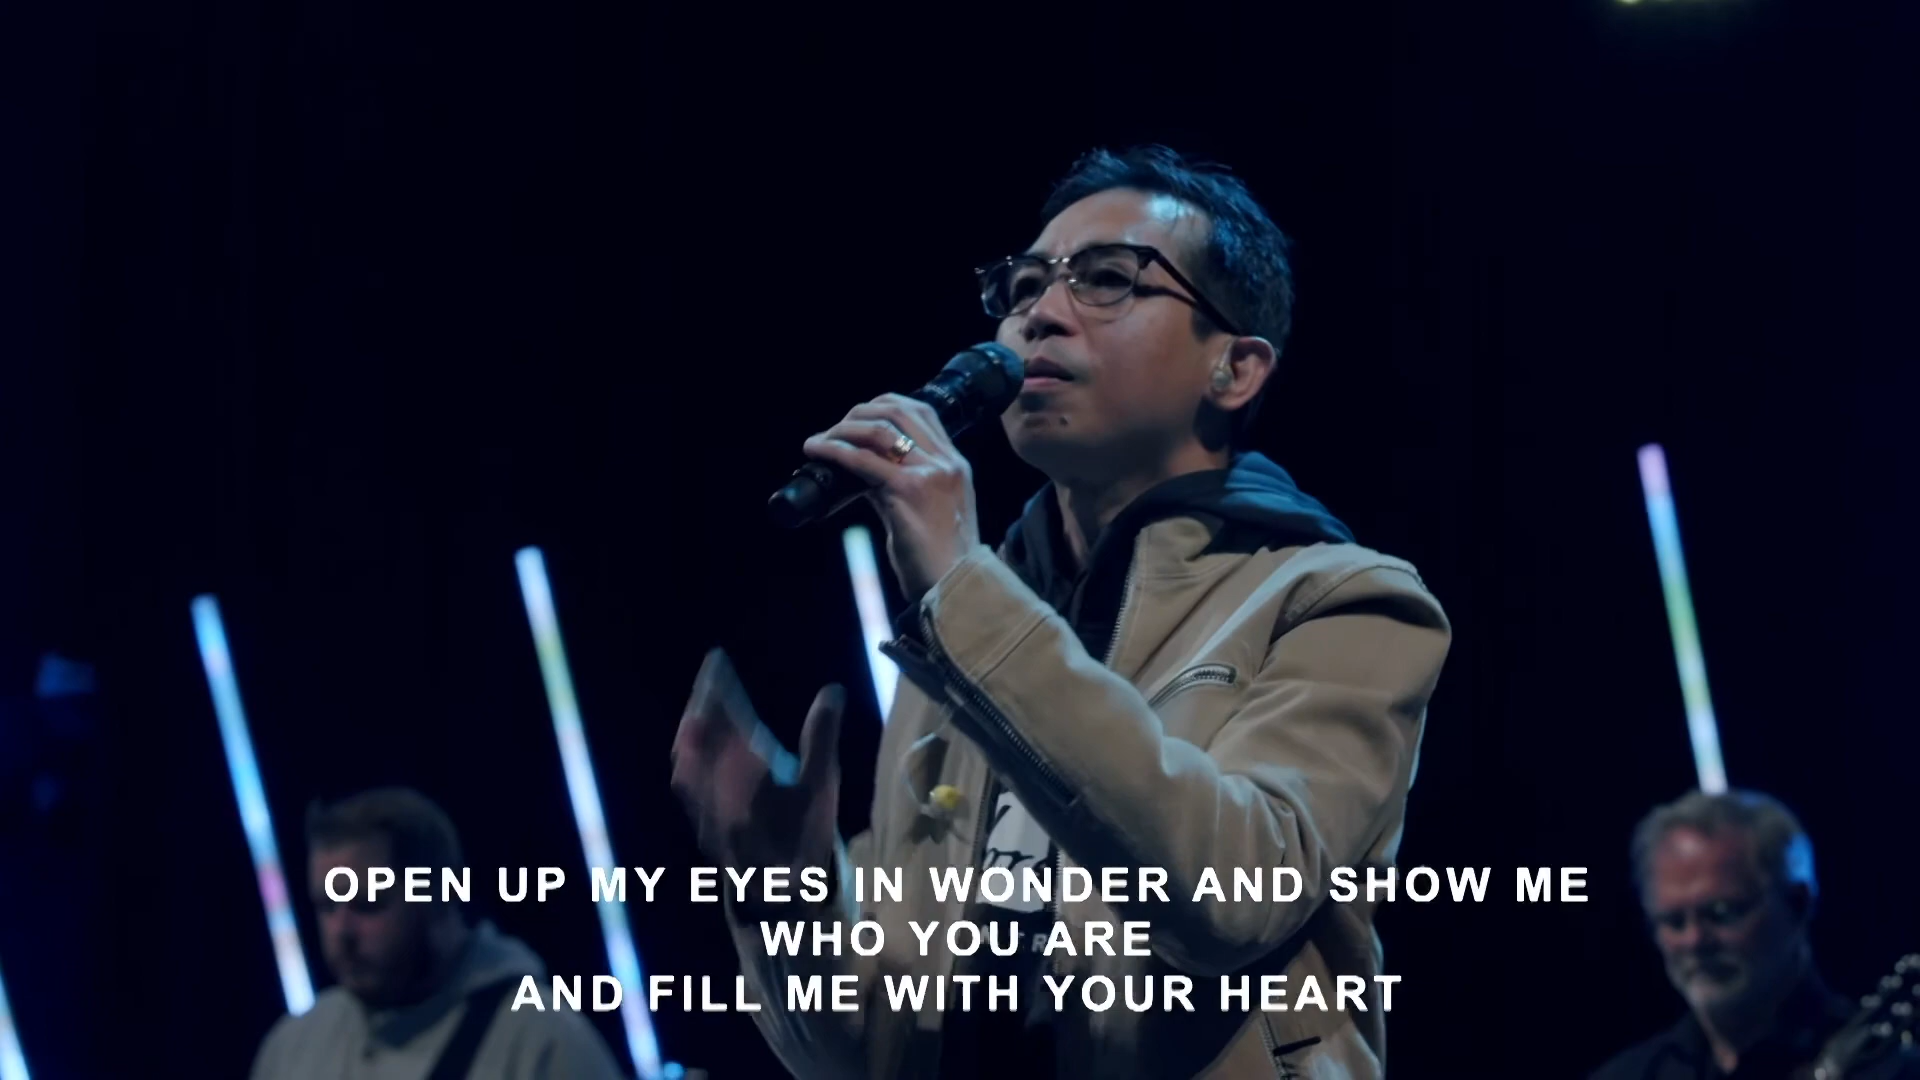 OPEN UP MY EYES IN WONDER AND SHOW ME
WHO YOU ARE
AND FILL ME WITH YOUR HEART